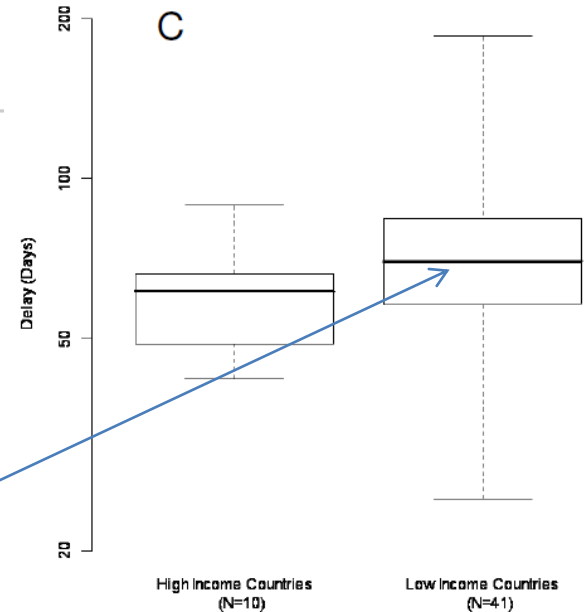 C
200
100
50
20
Delay (Days)
High Income Countries
(N=10)
Low Income Countries
(N=41)